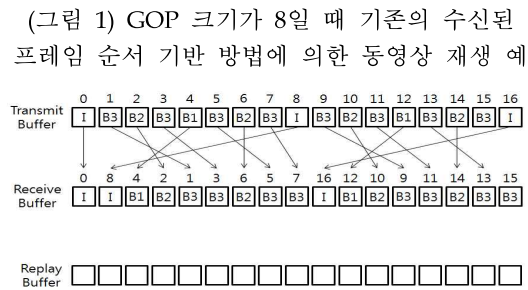 (그림 1) GOP 크기가 8일 때 기존의 수신된
프레임 순서 기반 방법에 의한 동영상 재생 예
0 1 2 3 4 5 6 7 8 9 10 11 12 13 14 15 16
Transmit Buffer I B3 B2 B3 B1 B3 B2 B3 I B3 B2 B3 B1 B3 B2 B3 I
0 8 4 2 1 3 6 5 7 16 12 10 9 11 14 13 15
Receive Buffer I I B1 B2 B3 B3 B2 B3 B3 I B1 B2 B3 B3 B2 B3 B3
Replay Buffer